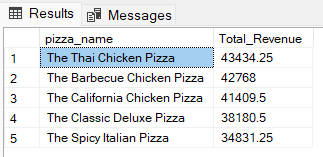 Results Messages
pizza_name Total_Revenue
1 The Thai Chicken Pizza 43434.25
2 The Barbecue Chicken Pizza 42768
3 The California Chicken Pizza 41409.5
4 The Classic Deluxe Pizza 38180.5
5 The Spicy Italian Pizza 34831.25